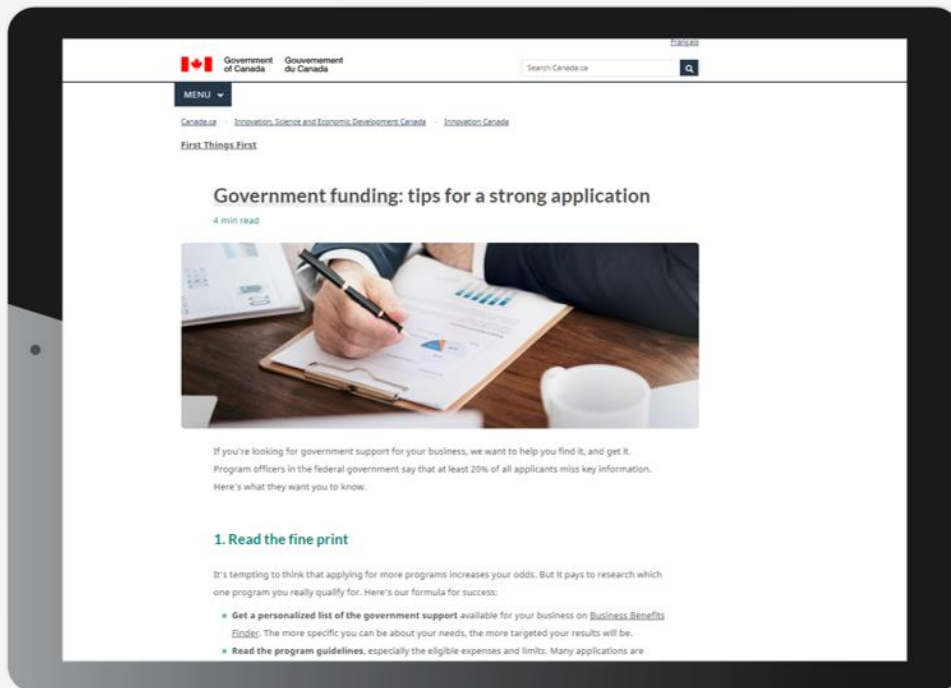 Français
Government Gouvernement
of Canada du Canada
Search Canada.ca
MENU
Canada.ca Innovation, Science and Economic Development Canada Innovation Canada
First Things First
Government funding: tips for a strong application
4 min read
If you're looking for government support for your business, we want to help you find it, and get it.
Program officers in the federal government say that at least 20% of all applicants miss key information.
Here's what they want you to know.
1. Read the fine print
It's tempting to think that applying for more programs increases your odds. But it pays to research which
one program you really qualify for. Here's our formula for success:
• Get a personalized list of the government support available for your business on Business Benefits
Finder. The more specific you can be about your needs, the more targeted your results will be.
• Read the program guidelines, especially the eligible expenses and limits. Many applications are